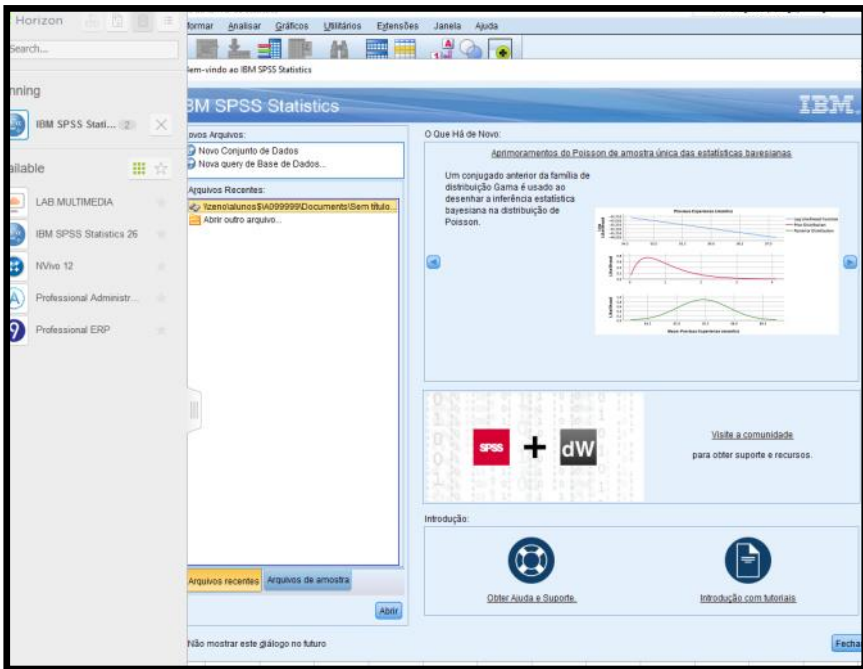 Horizon
Search...
nning
IBM SPSS Stati... 2
ailable
LAB MULTIMEDIA
IBM SPSS Statistics 26
NVivo 12
Professional Administr...
Professional ERP
formar Analisar Gráficos Utilitários Extensões Janela Ajuda
Bem-vindo ao IBM SPSS Statistics
BM SPSS Statistics
IBM.
ovos Arquivos:
Novo Conjunto de Dados
Nova query de Base de Dados...
Arquivos Recentes:
\\zeno\alunos$\A099999\Documents\Sem título...
Abrir outro arquivo...
Arquivos recentes Arquivos de amostra
Abrir
Não mostrar este diálogo no futuro
O Que Há de Novo:
Aprimoramentos do Poisson de amostra única das estatísticas bayesianas
Um conjugado anterior da família de
distribuição Gama é usado ao
desenhar a inferência estatística
bayesiana na distribuição de
Poisson.
SPSS + dW
Visite a comunidade
para obter suporte e recursos.
Introdução:
Obter Ajuda e Suporte.
Introdução com tutoriais
Fecha